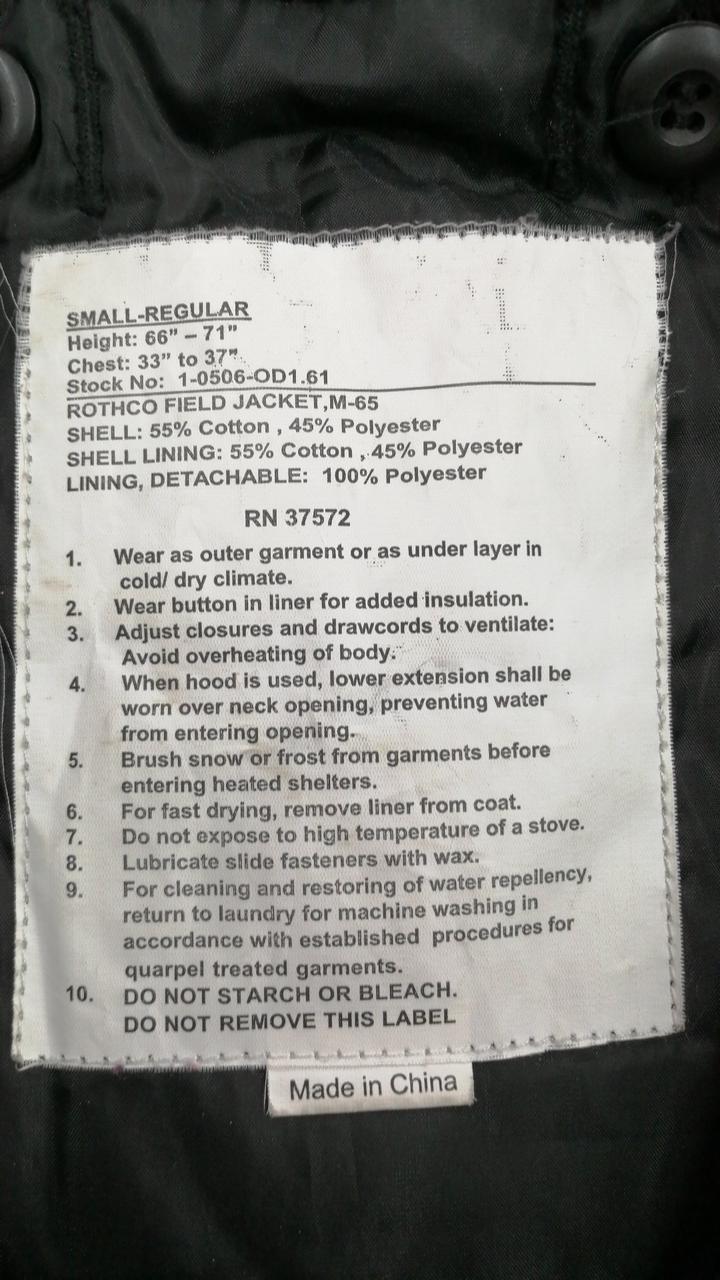 SMALL-REGULAR
Height: 66" – 71"
Chest: 33" to 37"
Stock No: 1-0506-OD1.61
ROTHCO FIELD JACKET,M-65
SHELL: 55% Cotton , 45% Polyester
SHELL LINING: 55% Cotton , 45% Polyester
LINING, DETACHABLE: 100% Polyester
RN 37572
1. Wear as outer garment or as under layer in
cold/ dry climate.
2. Wear button in liner for added insulation.
3. Adjust closures and drawcords to ventilate:
Avoid overheating of body.
4. When hood is used, lower extension shall be
worn over neck opening, preventing water
from entering opening.
5. Brush snow or frost from garments before
entering heated shelters.
6. For fast drying, remove liner from coat.
7. Do not expose to high temperature of a stove.
8. Lubricate slide fasteners with wax.
9. For cleaning and restoring of water repellency,
return to laundry for machine washing in
accordance with established procedures for
quarpel treated garments.
10. DO NOT STARCH OR BLEACH.
DO NOT REMOVE THIS LABEL
Made in China